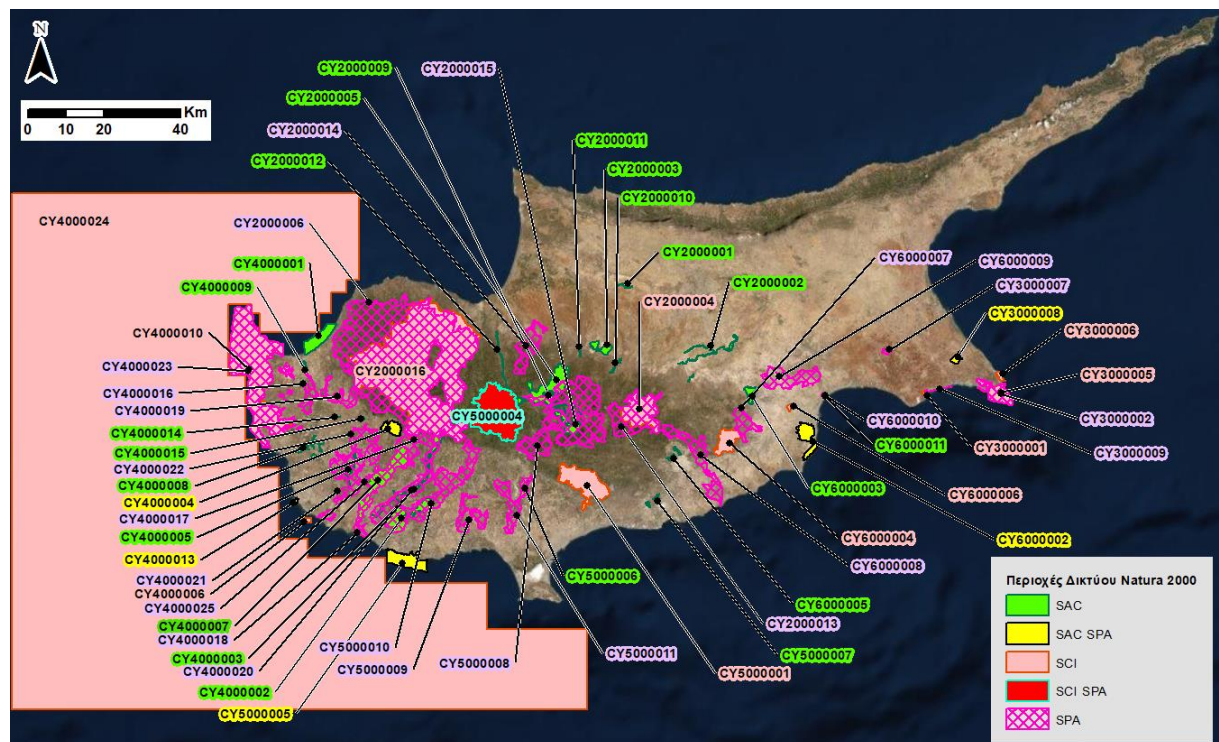 N
Km
0 10 20 40
CY2000009
CY2000015
CY2000005
CY2000014
CY2000012
CY2000011
CY2000003
CY2000010
CY4000024
CY2000006
CY2000001
CY6000007
CY6000009
CY4000001
CY2000002
CY3000007
CY4000009
CY2000004
CY3000008
CY4000010
CY3000006
CY4000023
CY2000016
CY3000005
CY4000016
CY4000019
CY5000004
CY6000010
CY3000002
CY4000014
CY6000011
CY3000001
CY4000015
CY3000009
CY4000022
CY4000008
CY6000003
CY6000006
CY4000004
CY4000017
CY4000005
CY6000004
CY6000002
CY4000013
CY6000008
CY4000021
CY5000006
CY4000006
CY4000025
CY6000005
CY4000007
CY2000013
CY4000018
CY5000010
CY5000011
CY5000007
CY4000003
CY5000008
CY4000020
CY5000009
CY5000001
CY4000002
CY5000005
Περιοχές Δικτύου Natura 2000
SAC
SAC SPA
SCI
SCI SPA
SPA